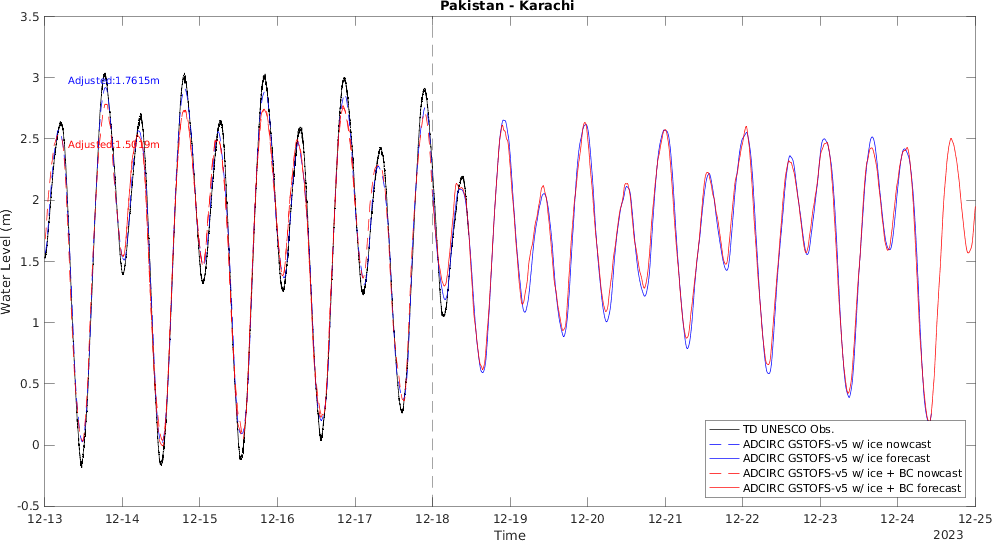 Pakistan - Karachi
3.5
3
2.5
2
1.5
1
0.5
0
-0.5
Water Level (m)
Adjusted:1.7615m
Adjusted:1.5019m
TD UNESCO Obs.
ADCIRC GSTOFS-v5 w/ ice nowcast
ADCIRC GSTOFS-v5 w/ ice forecast
ADCIRC GSTOFS-v5 w/ ice + BC nowcast
ADCIRC GSTOFS-v5 w/ ice + BC forecast
12-13 12-14 12-15 12-16 12-17 12-18 12-19 12-20 12-21 12-22 12-23 12-24 12-25
Time
2023